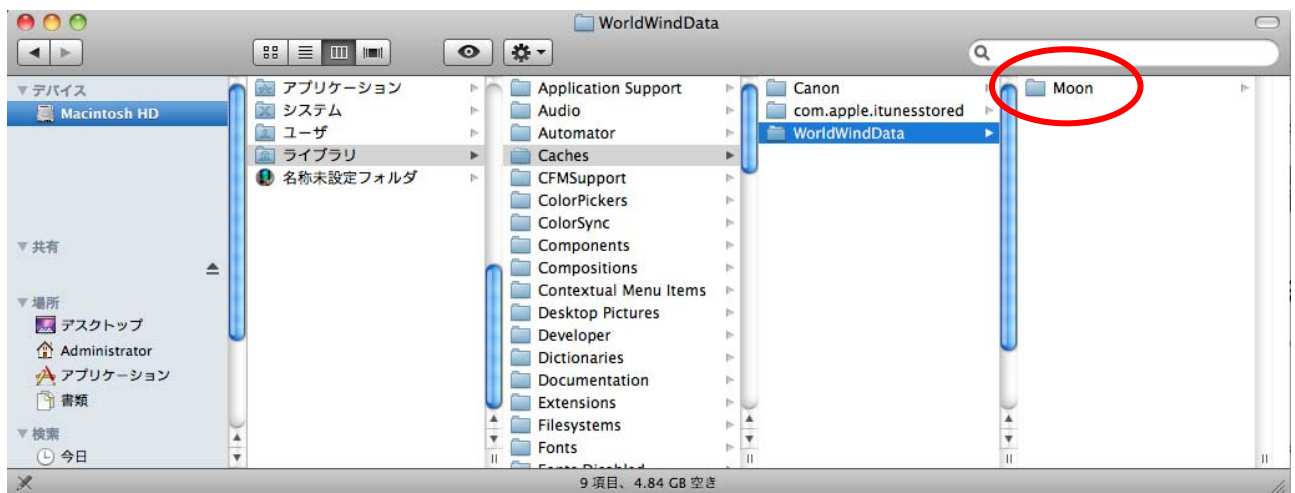 WorldWindData
デバイス
Macintosh HD
共有
場所
デスクトップ
Administrator
アプリケーション
書類
検索
今日
アプリケーション
システム
ユーザ
ライブラリ
名称未設定フォルダ
Application Support
Audio
Automator
Caches
CFMSupport
ColorPickers
ColorSync
Components
Compositions
Contextual Menu Items
Desktop Pictures
Developer
Dictionaries
Documentation
Extensions
Filesystems
Fonts
Fonts Disabled
Canon
com.apple.itunesstored
WorldWindData
Moon
9 項目、4.84 GB 空き